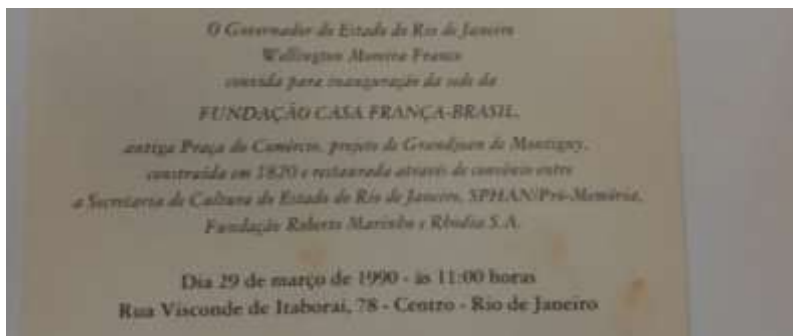 O Governador do Estado do Rio de Janeiro
Wellington Moreira Franco
convida para inauguração da sede da
FUNDAÇÃO CASA FRANÇA-BRASIL,
antiga Praça do Comércio, projeto de Grandjean de Montigny,
construída em 1820 e restaurada através de convênio entre
a Secretaria de Cultura do Estado do Rio de Janeiro, SPHAN/Pró-Memória,
Fundação Roberto Marinho e Rhodia S.A.
Dia 29 de março de 1990 - às 11:00 horas
Rua Visconde de Itaboraí, 78 - Centro - Rio de Janeiro